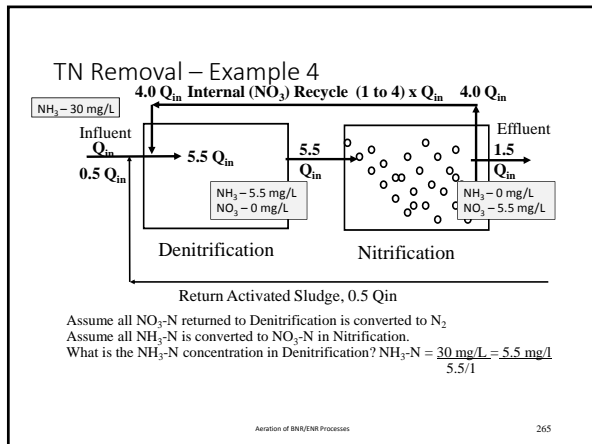 TN Removal – Example 4
4.0 Qin Internal (NO3) Recycle (1 to 4) x Qin 4.0 Qin
NH3 – 30 mg/L
Influent
Effluent
Qin
5.5 Qin
5.5
1.5
0.5 Qin
Qin
Qin
NH3 – 5.5 mg/L
NO3 – 0 mg/L
NH3 – 0 mg/L
NO3 – 5.5 mg/L
Denitrification
Nitrification
Return Activated Sludge, 0.5 Qin
Assume all NO3-N returned to Denitrification is converted to N2
Assume all NH3-N is converted to NO3-N in Nitrification.
What is the NH3-N concentration in Denitrification? NH3-N = 30 mg/L = 5.5 mg/l
5.5/1
Aeration of BNR/ENR Processes
265